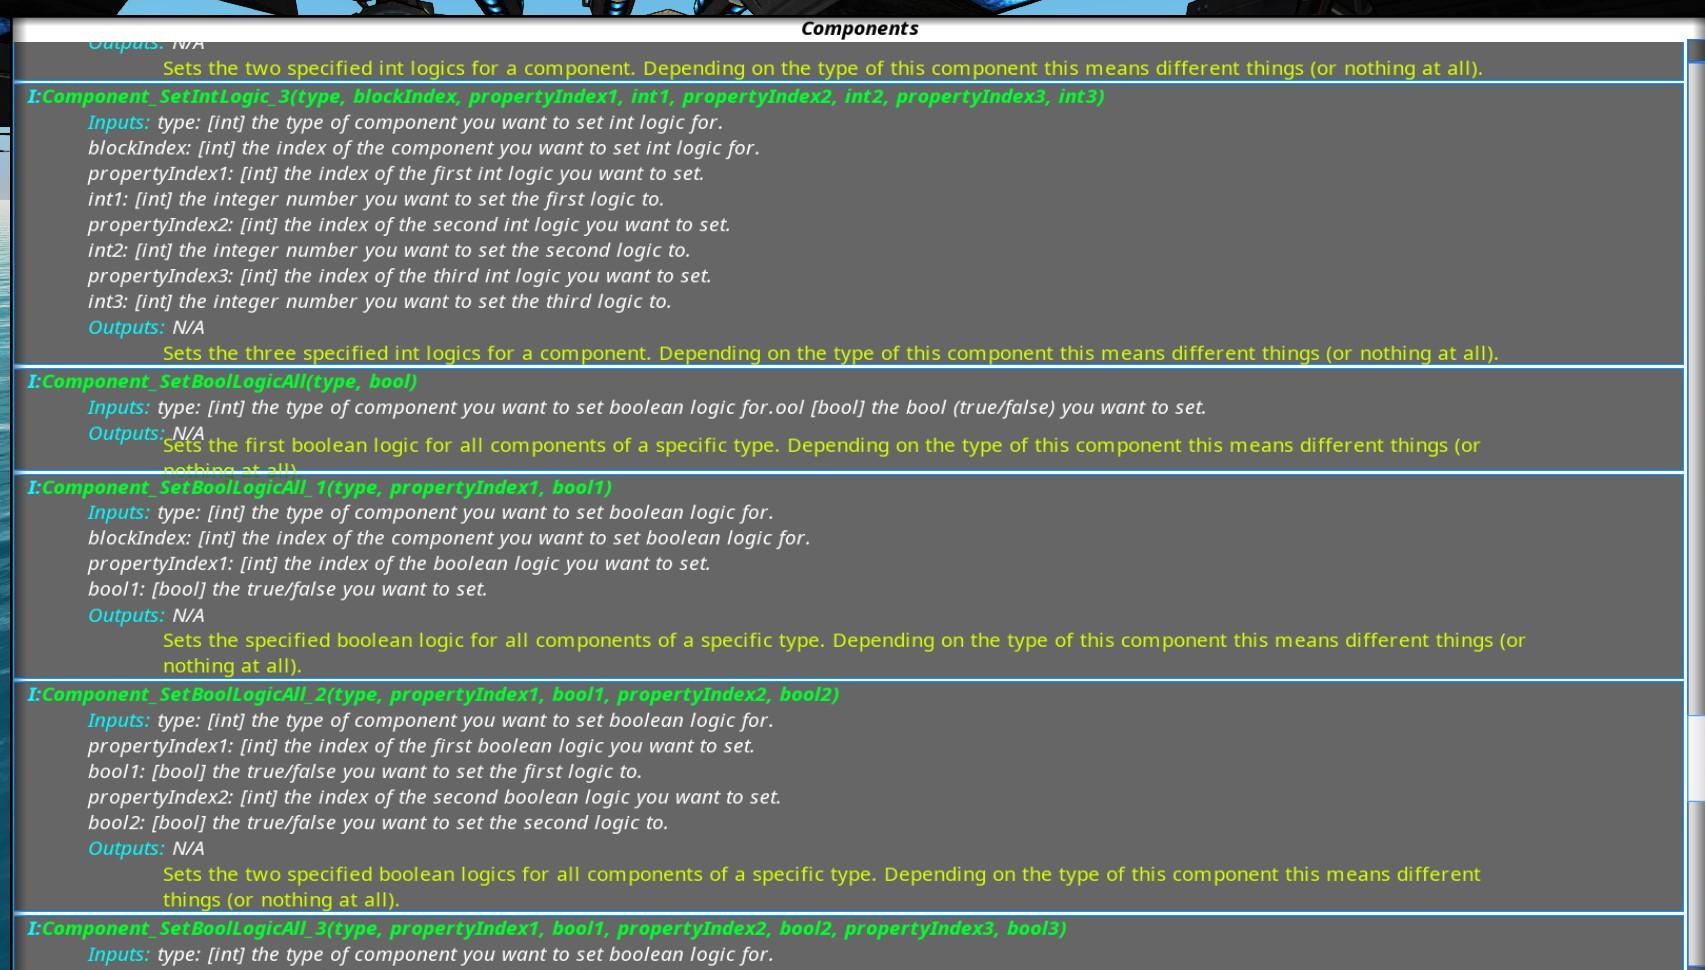 Components
Outputs: N/A
Sets the two specified int logics for a component. Depending on the type of this component this means different things (or nothing at all).
I:Component_SetIntLogic_3(type, blockIndex, propertyIndex1, int1, propertyIndex2, int2, propertyIndex3, int3)
Inputs: type: [int] the type of component you want to set int logic for.
blockIndex: [int] the index of the component you want to set int logic for.
propertyIndex1: [int] the index of the first int logic you want to set.
int1: [int] the integer number you want to set the first logic to.
propertyIndex2: [int] the index of the second int logic you want to set.
int2: [int] the integer number you want to set the second logic to.
propertyIndex3: [int] the index of the third int logic you want to set.
int3: [int] the integer number you want to set the third logic to.
Outputs: N/A
Sets the three specified int logics for a component. Depending on the type of this component this means different things (or nothing at all).
I:Component_SetBoolLogicAll(type, bool)
Inputs: type: [int] the type of component you want to set boolean logic for.ool [bool] the bool (true/false) you want to set.
Outputs: N/A
Sets the first boolean logic for all components of a specific type. Depending on the type of this component this means different things (or
nothing at all).
I:Component_SetBoolLogicAll_1(type, propertyIndex1, bool1)
Inputs: type: [int] the type of component you want to set boolean logic for.
blockIndex: [int] the index of the component you want to set boolean logic for.
propertyIndex1: [int] the index of the boolean logic you want to set.
bool1: [bool] the true/false you want to set.
Outputs: N/A
Sets the specified boolean logic for all components of a specific type. Depending on the type of this component this means different things (or
nothing at all).
I:Component_SetBoolLogicAll_2(type, propertyIndex1, bool1, propertyIndex2, bool2)
Inputs: type: [int] the type of component you want to set boolean logic for.
propertyIndex1: [int] the index of the first boolean logic you want to set.
bool1: [bool] the true/false you want to set the first logic to.
propertyIndex2: [int] the index of the second boolean logic you want to set.
bool2: [bool] the true/false you want to set the second logic to.
Outputs: N/A
Sets the two specified boolean logics for all components of a specific type. Depending on the type of this component this means different
things (or nothing at all).
I:Component_SetBoolLogicAll_3(type, propertyIndex1, bool1, propertyIndex2, bool2, propertyIndex3, bool3)
Inputs: type: [int] the type of component you want to set boolean logic for.